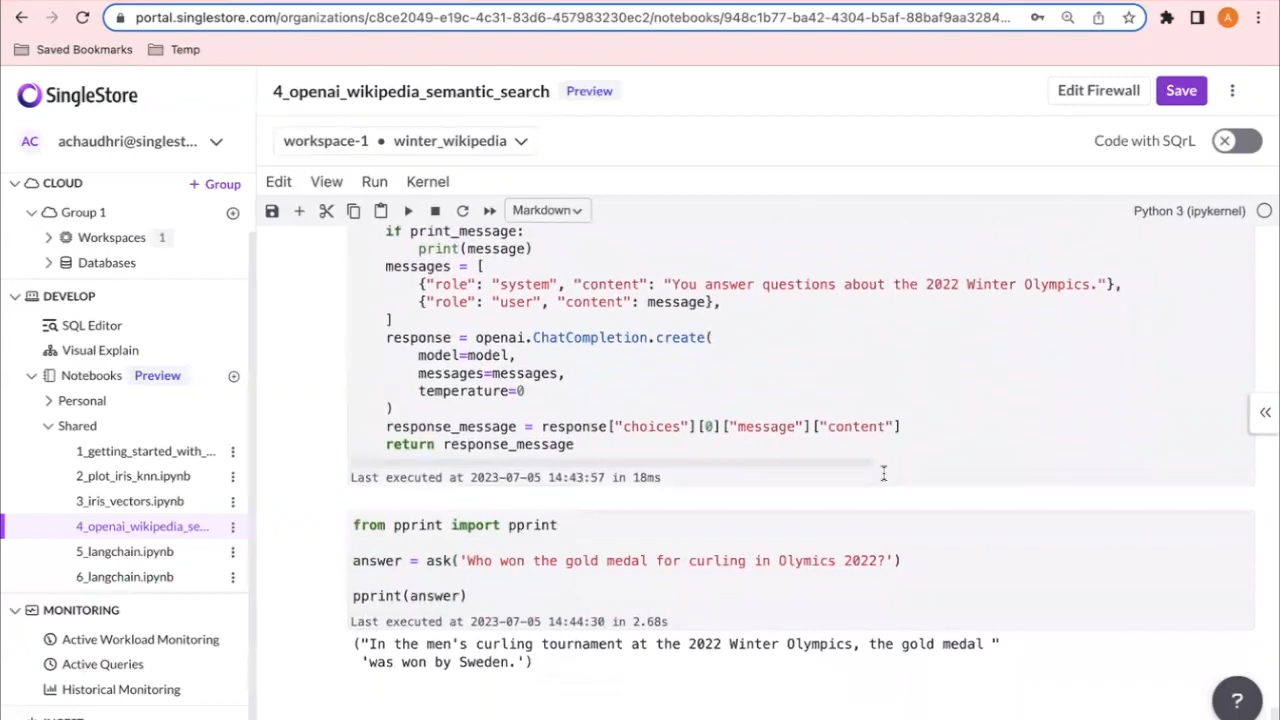 portal.singlestore.com/organizations/c8ce2049-e19c-4c31-83d6-457983230ec2/notebooks/948c1b77-ba42-4304-b5af-88baf9aa3284...
A
Saved Bookmarks
Temp
SingleStore
4_openai_wikipedia_semantic_search
Preview
Edit Firewall
Save
AC
achaudhri@singlest...
workspace-1 • winter_wikipedia
Code with SQrL
CLOUD
+ Group
Group 1
Workspaces 1
Databases
DEVELOP
SQL Editor
Visual Explain
Notebooks Preview
Personal
Shared
1_getting_started_with_...
2_plot_iris_knn.ipynb
3_iris_vectors.ipynb
4_openai_wikipedia_se...
5_langchain.ipynb
6_langchain.ipynb
MONITORING
Active Workload Monitoring
Active Queries
Historical Monitoring
Edit View Run Kernel
Markdown
Python 3 (ipykernel)
if print_message:
print(message)
messages = [
{"role": "system", "content": "You answer questions about the 2022 Winter Olympics."},
{"role": "user", "content": message},
]
response = openai.ChatCompletion.create(
model=model,
messages=messages,
temperature=0
)
response_message = response["choices"][0]["message"]["content"]
return response_message
Last executed at 2023-07-05 14:43:57 in 18ms
from pprint import pprint
answer = ask('Who won the gold medal for curling in Olymics 2022?')
pprint(answer)
Last executed at 2023-07-05 14:44:30 in 2.68s
("In the men's curling tournament at the 2022 Winter Olympics, the gold medal "
'was won by Sweden.')
?